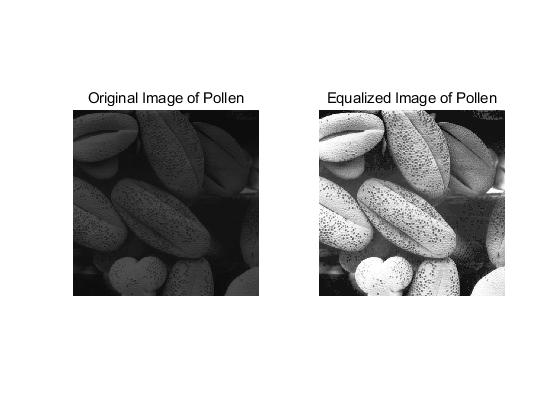 Original Image of Pollen
Equalized Image of Pollen